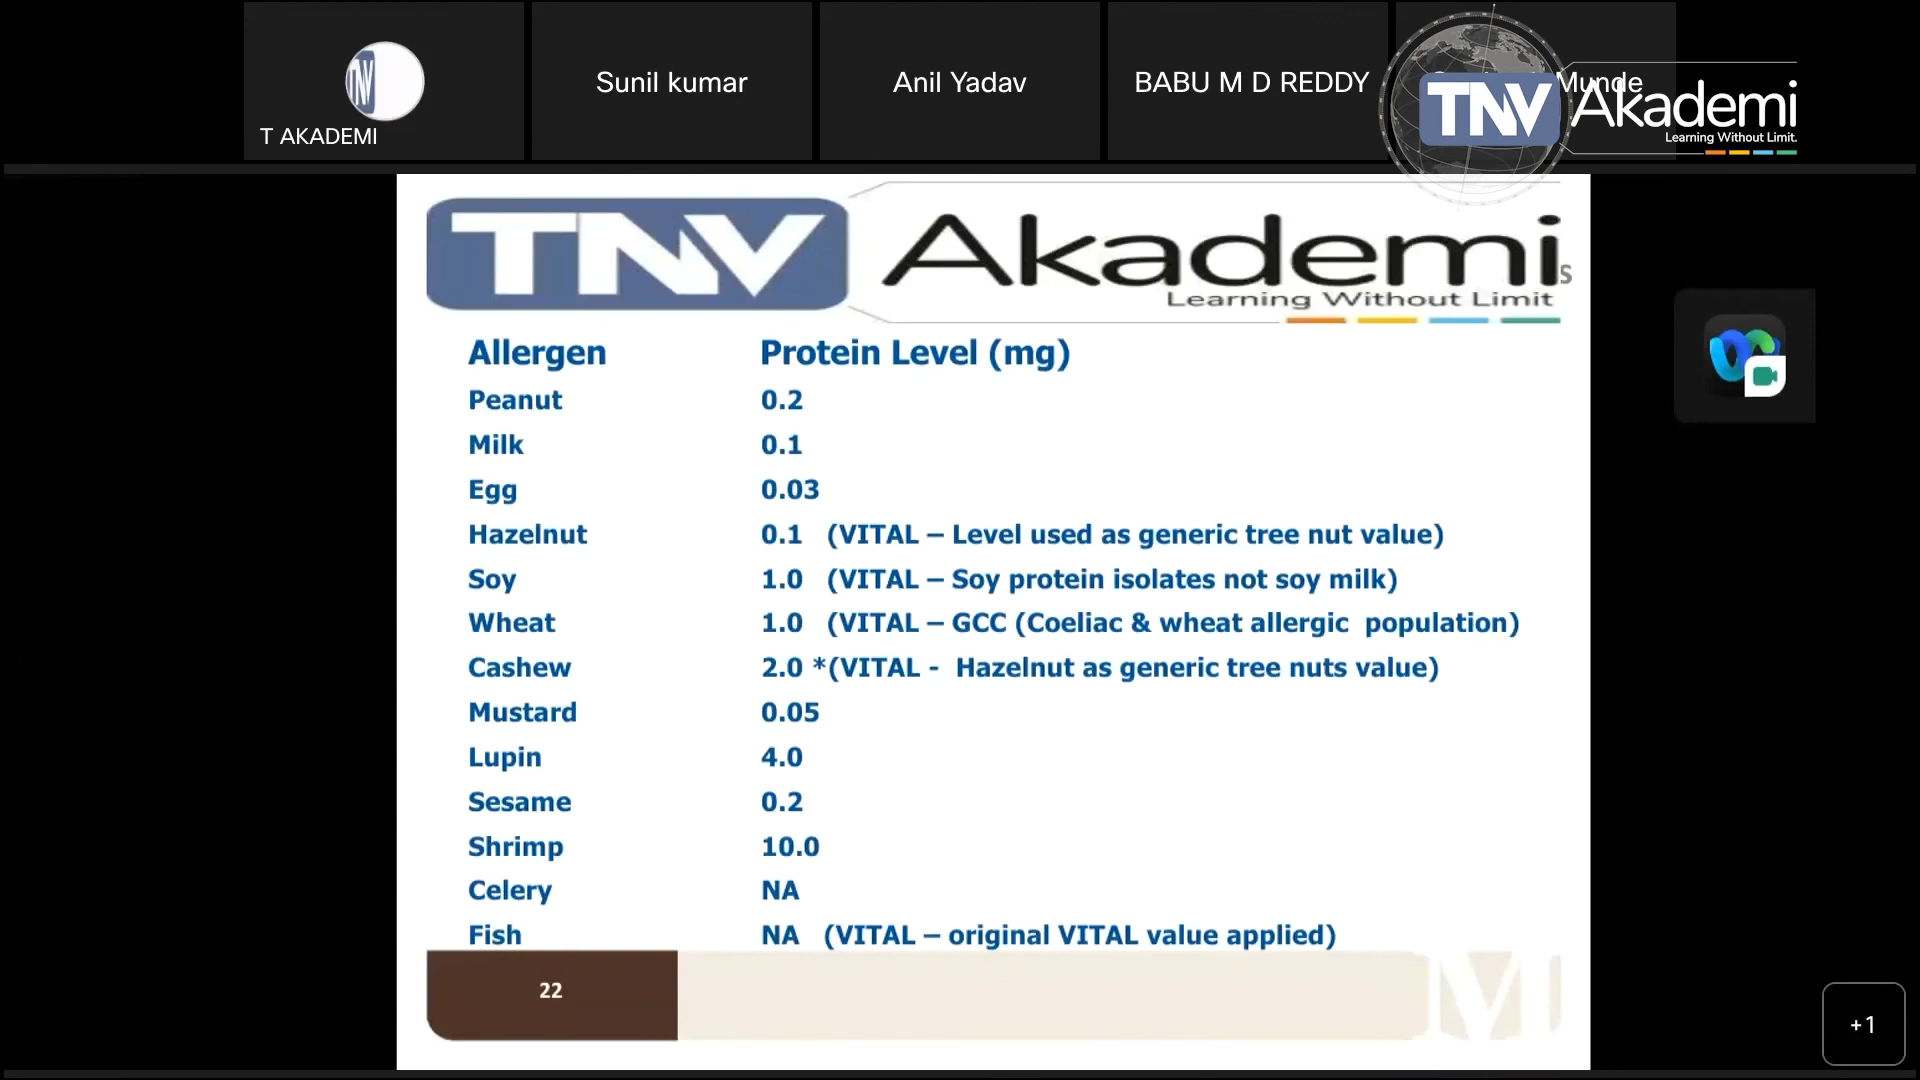 T AKADEMI
Sunil kumar
Anil Yadav
BABU M D REDDY
Munde
TNV Akademi
Learning Without Limit.
TNV Akademi
s
Learning Without Limit
Allergen Protein Level (mg)
Peanut 0.2
Milk 0.1
Egg 0.03
Hazelnut 0.1 (VITAL – Level used as generic tree nut value)
Soy 1.0 (VITAL – Soy protein isolates not soy milk)
Wheat 1.0 (VITAL – GCC (Coeliac & wheat allergic population)
Cashew 2.0 *(VITAL - Hazelnut as generic tree nuts value)
Mustard 0.05
Lupin 4.0
Sesame 0.2
Shrimp 10.0
Celery NA
Fish NA (VITAL – original VITAL value applied)
22
+1